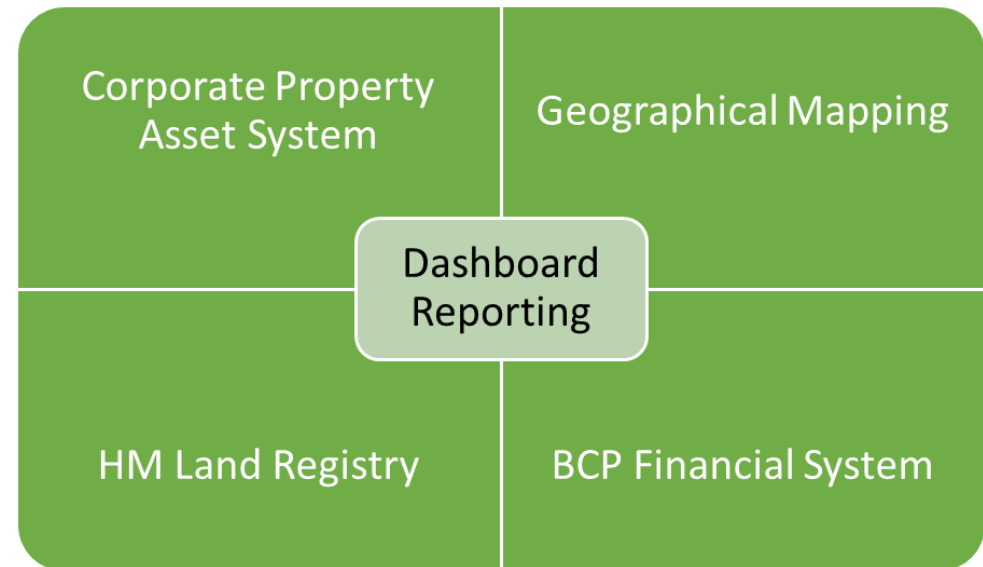 Corporate Property
Asset System
Geographical Mapping
Dashboard
Reporting
HM Land Registry
BCP Financial System